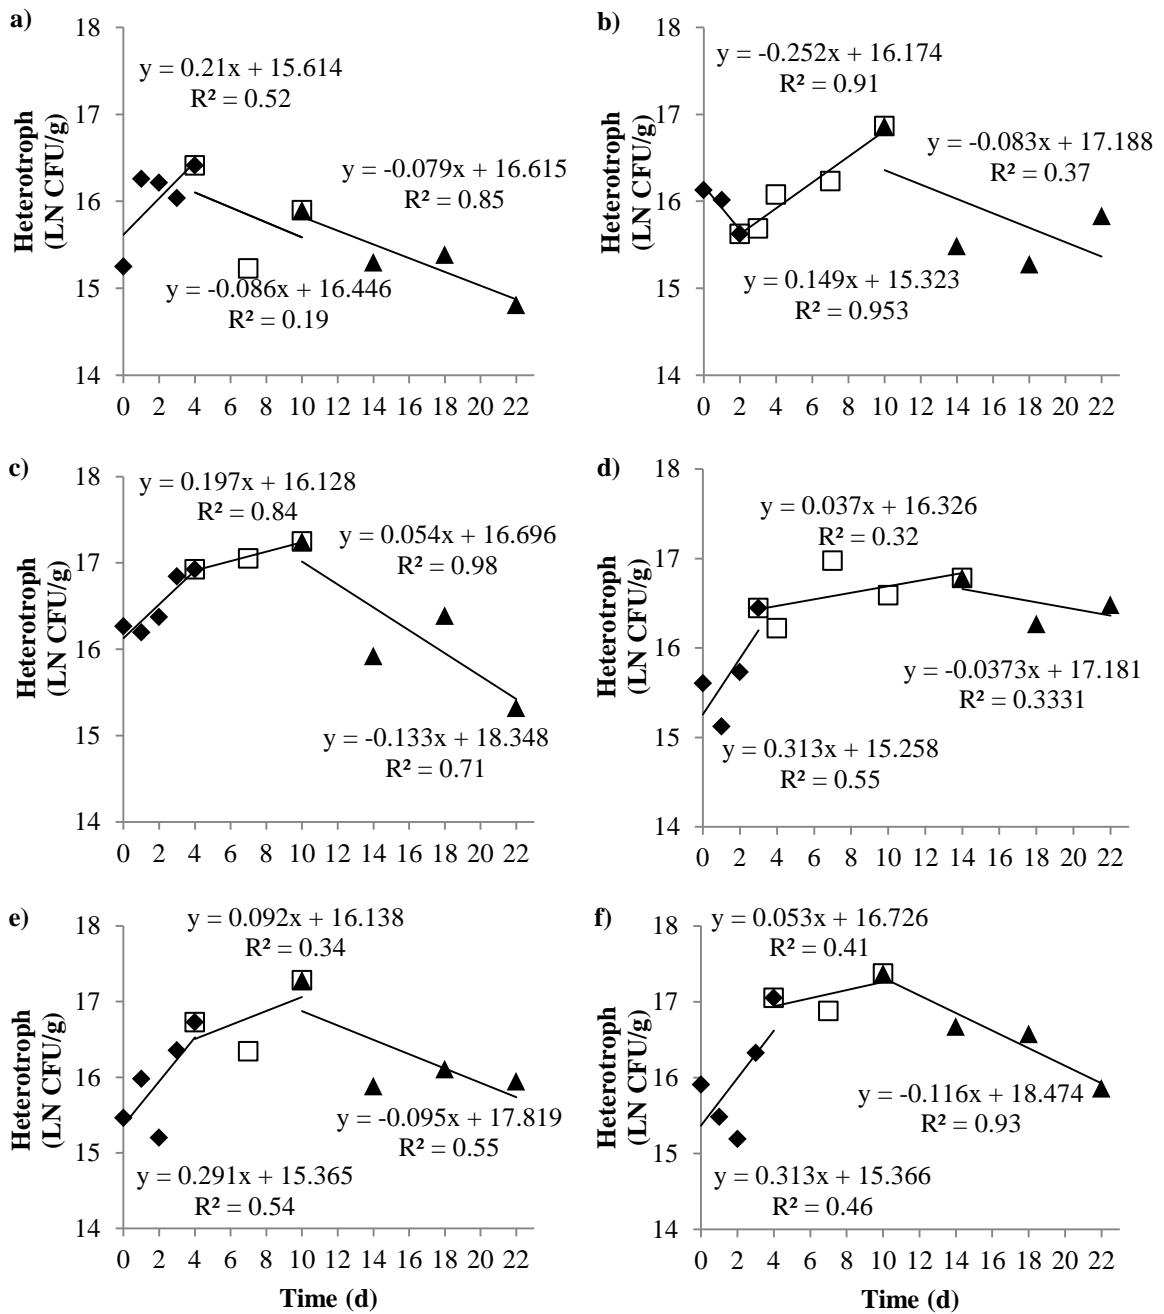 a)
18
17
16
15
14
Heterotroph
(LN CFU/g)
y = 0.21x + 15.614
R² = 0.52
y = -0.079x + 16.615
R² = 0.85
y = -0.086x + 16.446
R² = 0.19
0 2 4 6 8 10 14 18 20 22
b)
18
17
16
15
14
Heterotroph
(LN CFU/g)
y = -0.252x + 16.174
R² = 0.91
y = -0.083x + 17.188
R² = 0.37
y = 0.149x + 15.323
R² = 0.953
0 2 4 6 8 10 14 18 20 22
c)
18
17
16
15
14
Heterotroph
(LN CFU/g)
y = 0.197x + 16.128
R² = 0.84
y = 0.054x + 16.696
R² = 0.98
y = -0.133x + 18.348
R² = 0.71
0 2 4 6 8 10 14 18 20 22
d)
18
17
16
15
14
Heterotroph
(LN CFU/g)
y = 0.037x + 16.326
R² = 0.32
y = -0.0373x + 17.181
R² = 0.3331
y = 0.313x + 15.258
R² = 0.55
0 2 4 6 8 10 14 18 20 22
e)
18
17
16
15
14
Heterotroph
(LN CFU/g)
y = 0.092x + 16.138
R² = 0.34
y = -0.095x + 17.819
R² = 0.55
y = 0.291x + 15.365
R² = 0.54
0 2 4 6 8 10 14 18 20 22
Time (d)
f)
18
17
16
15
14
Heterotroph
(LN CFU/g)
y = 0.053x + 16.726
R² = 0.41
y = -0.116x + 18.474
R² = 0.93
y = 0.313x + 15.366
R² = 0.46
0 2 4 6 8 10 14 18 20 22
Time (d)